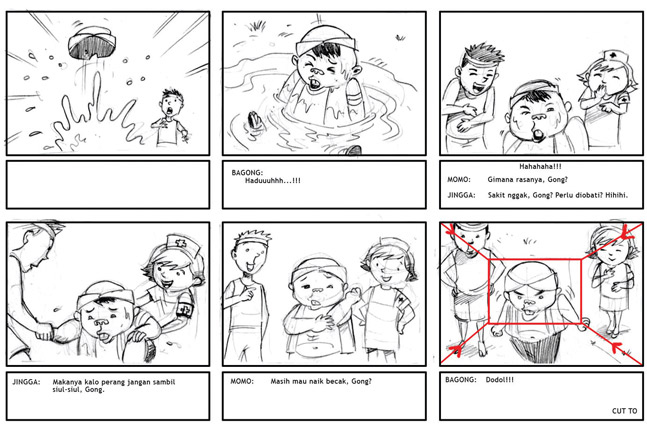 BAGONG:
Haduuuhhh...!!!
Hahahaha!!!
MOMO: Gimana rasanya, Gong?
JINGGA: Sakit nggak, Gong? Perlu diobati? Hihihi.
JINGGA: Makanya kalo perang jangan sambil
siul-siul, Gong.
MOMO: Masih mau naik becak, Gong?
BAGONG: Dodol!!!
CUT TO